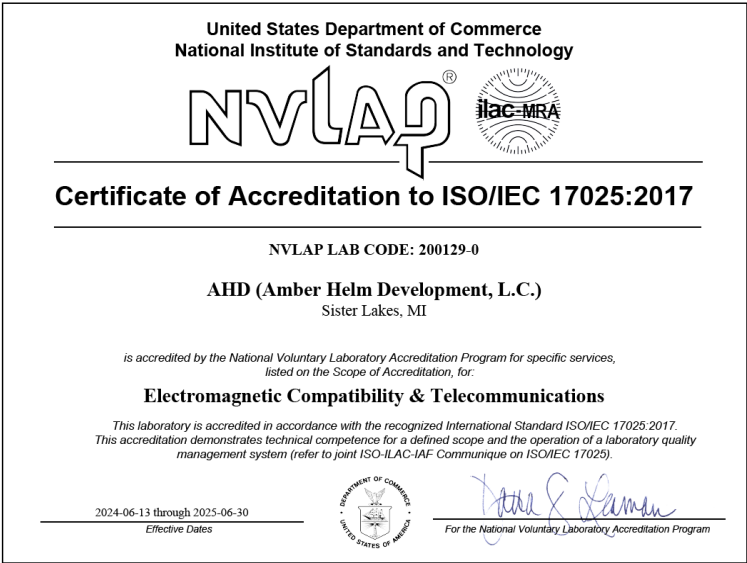 United States Department of Commerce
National Institute of Standards and Technology
NVLAP®
ilac-MRA
Certificate of Accreditation to ISO/IEC 17025:2017
NVLAP LAB CODE: 200129-0
AHD (Amber Helm Development, L.C.)
Sister Lakes, MI
is accredited by the National Voluntary Laboratory Accreditation Program for specific services,
listed on the Scope of Accreditation, for:
Electromagnetic Compatibility & Telecommunications
This laboratory is accredited in accordance with the recognized International Standard ISO/IEC 17025:2017.
This accreditation demonstrates technical competence for a defined scope and the operation of a laboratory quality
management system (refer to joint ISO-ILAC-IAF Communique on ISO/IEC 17025).
2024-06-13 through 2025-06-30
Effective Dates
DEPARTMENT OF COMMERCE
UNITED STATES OF AMERICA
For the National Voluntary Laboratory Accreditation Program